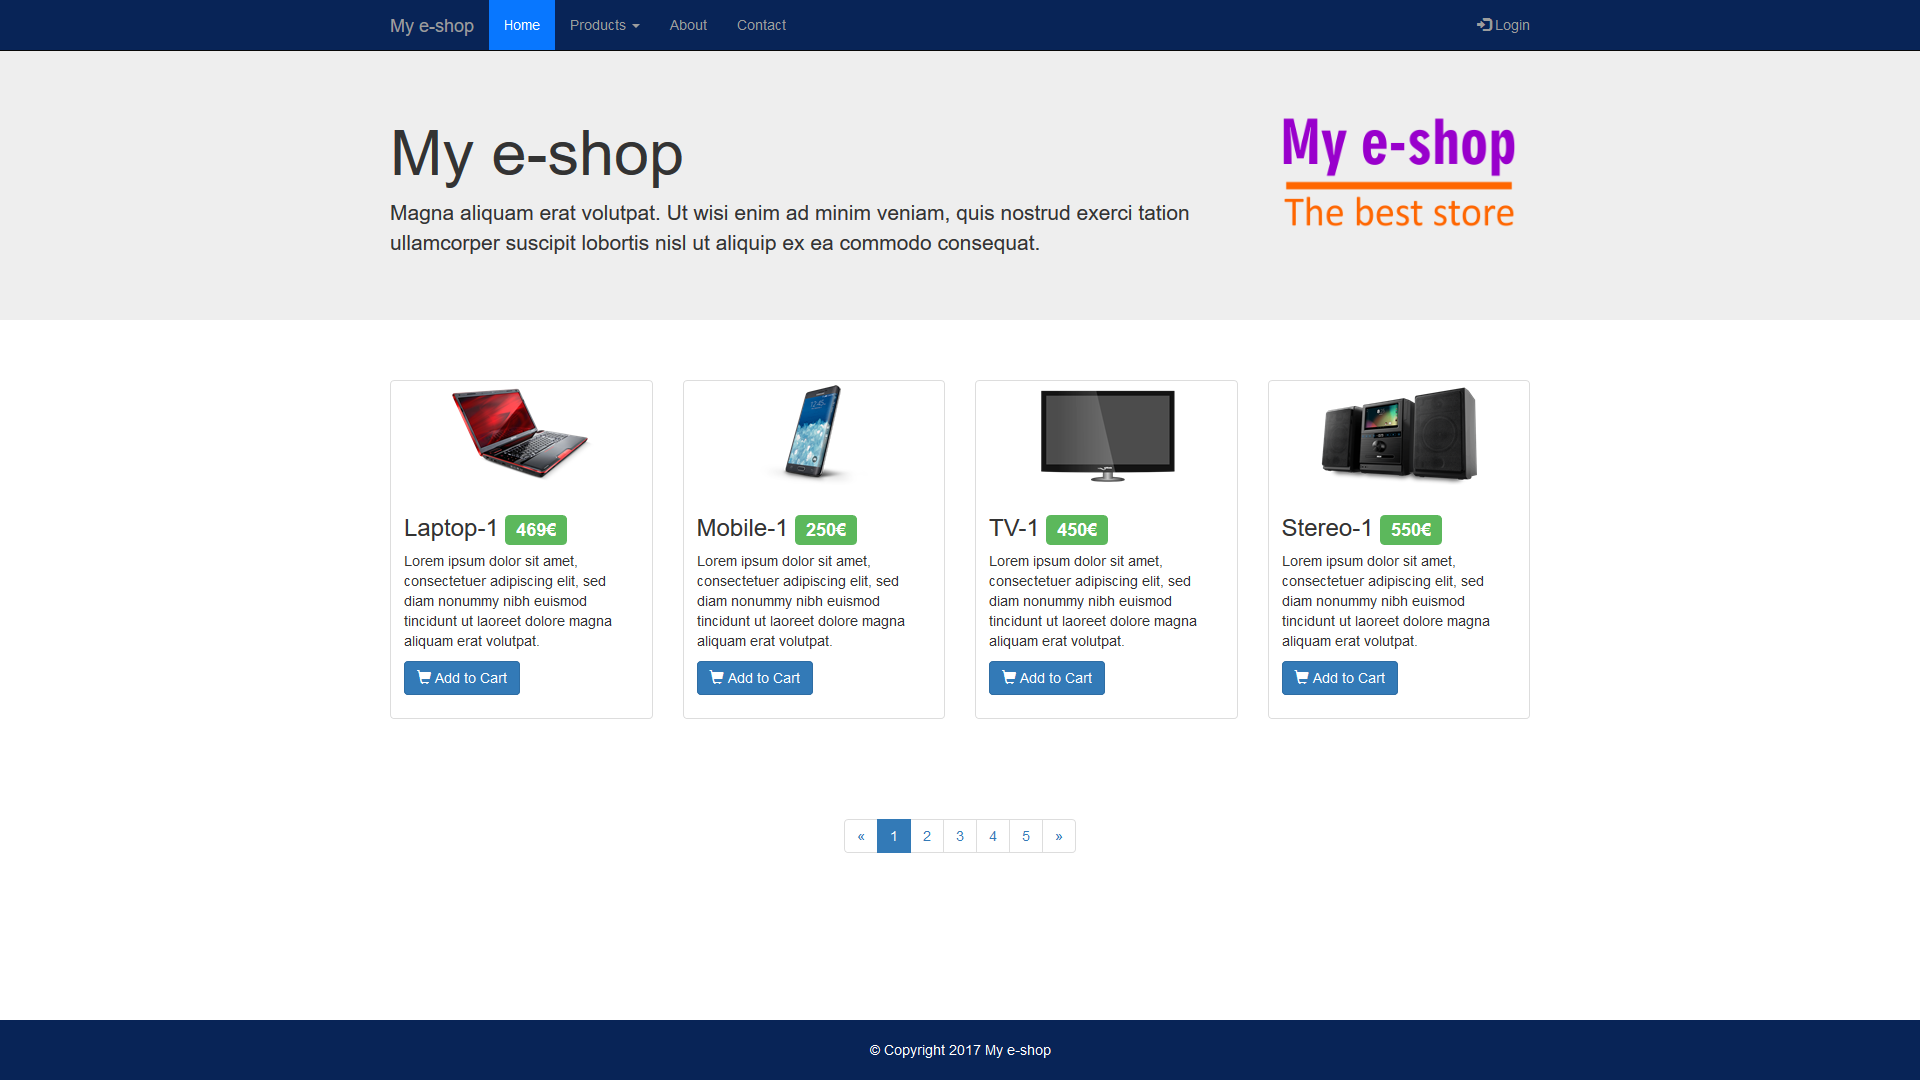 My e-shop Home Products About Contact Login
My e-shop
Magna aliquam erat volutpat. Ut wisi enim ad minim veniam, quis nostrud exerci tation
ullamcorper suscipit lobortis nisl ut aliquip ex ea commodo consequat.
My e-shop
The best store
Laptop-1 469€
Lorem ipsum dolor sit amet,
consectetuer adipiscing elit, sed
diam nonummy nibh euismod
tincidunt ut laoreet dolore magna
aliquam erat volutpat.
Add to Cart
Mobile-1 250€
Lorem ipsum dolor sit amet,
consectetuer adipiscing elit, sed
diam nonummy nibh euismod
tincidunt ut laoreet dolore magna
aliquam erat volutpat.
Add to Cart
TV-1 450€
Lorem ipsum dolor sit amet,
consectetuer adipiscing elit, sed
diam nonummy nibh euismod
tincidunt ut laoreet dolore magna
aliquam erat volutpat.
Add to Cart
Stereo-1 550€
Lorem ipsum dolor sit amet,
consectetuer adipiscing elit, sed
diam nonummy nibh euismod
tincidunt ut laoreet dolore magna
aliquam erat volutpat.
Add to Cart
« 1 2 3 4 5 »
© Copyright 2017 My e-shop